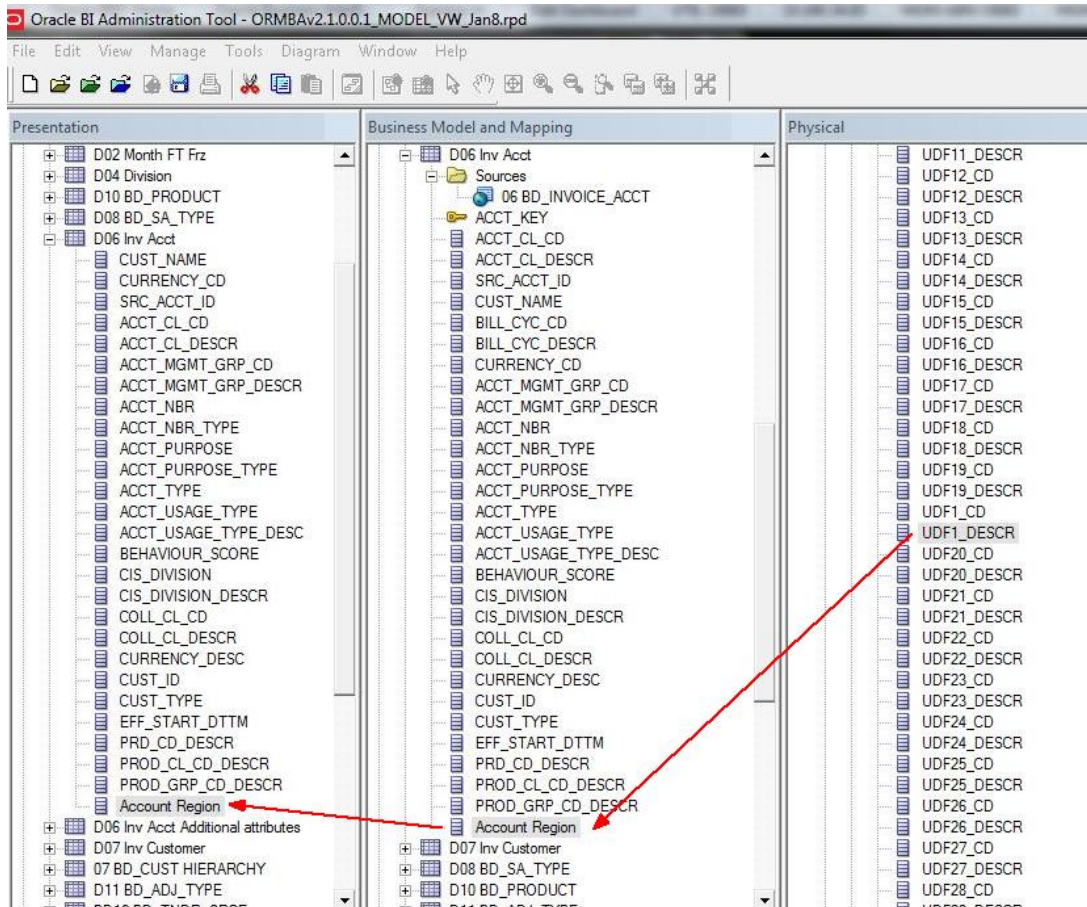 Oracle BI Administration Tool - ORMBAv2.1.0.0.1_MODEL_VW_Jan8.rpd
File Edit View Manage Tools Diagram Window Help
Presentation
D02 Month FT Frz
D04 Division
D10 BD_PRODUCT
D08 BD_SA_TYPE
D06 Inv Acct
CUST_NAME
CURRENCY_CD
SRC_ACCT_ID
ACCT_CL_CD
ACCT_CL_DESCR
ACCT_MGMT_GRP_CD
ACCT_MGMT_GRP_DESCR
ACCT_NBR
ACCT_NBR_TYPE
ACCT_PURPOSE
ACCT_PURPOSE_TYPE
ACCT_TYPE
ACCT_USAGE_TYPE
ACCT_USAGE_TYPE_DESC
BEHAVIOUR_SCORE
CIS_DIVISION
CIS_DIVISION_DESCR
COLL_CL_CD
COLL_CL_DESCR
CURRENCY_DESC
CUST_ID
CUST_TYPE
EFF_START_DTTM
PRD_CD_DESCR
PROD_CL_CD_DESCR
PROD_GRP_CD_DESCR
Account Region
D06 Inv Acct Additional attributes
D07 Inv Customer
07 BD_CUST HIERARCHY
D11 BD_ADJ_TYPE
Business Model and Mapping
D06 Inv Acct
Sources
06 BD_INVOICE_ACCT
ACCT_KEY
ACCT_CL_CD
ACCT_CL_DESCR
SRC_ACCT_ID
CUST_NAME
BILL_CYC_CD
BILL_CYC_DESCR
CURRENCY_CD
ACCT_MGMT_GRP_CD
ACCT_MGMT_GRP_DESCR
ACCT_NBR
ACCT_NBR_TYPE
ACCT_PURPOSE
ACCT_PURPOSE_TYPE
ACCT_TYPE
ACCT_USAGE_TYPE
ACCT_USAGE_TYPE_DESC
BEHAVIOUR_SCORE
CIS_DIVISION
CIS_DIVISION_DESCR
COLL_CL_CD
COLL_CL_DESCR
CURRENCY_DESC
CUST_ID
CUST_TYPE
EFF_START_DTTM
PRD_CD_DESCR
PROD_CL_CD_DESCR
PROD_GRP_CD_DESCR
Account Region
D07 Inv Customer
D08 BD_SA_TYPE
D10 BD_PRODUCT
D11 BD_ADJ_TYPE
Physical
UDF11_DESCR
UDF12_CD
UDF12_DESCR
UDF13_CD
UDF13_DESCR
UDF14_CD
UDF14_DESCR
UDF15_CD
UDF15_DESCR
UDF16_CD
UDF16_DESCR
UDF17_CD
UDF17_DESCR
UDF18_CD
UDF18_DESCR
UDF19_CD
UDF19_DESCR
UDF1_CD
UDF1_DESCR
UDF20_CD
UDF20_DESCR
UDF21_CD
UDF21_DESCR
UDF22_CD
UDF22_DESCR
UDF23_CD
UDF23_DESCR
UDF24_CD
UDF24_DESCR
UDF25_CD
UDF25_DESCR
UDF26_CD
UDF26_DESCR
UDF27_CD
UDF27_DESCR
UDF28_CD